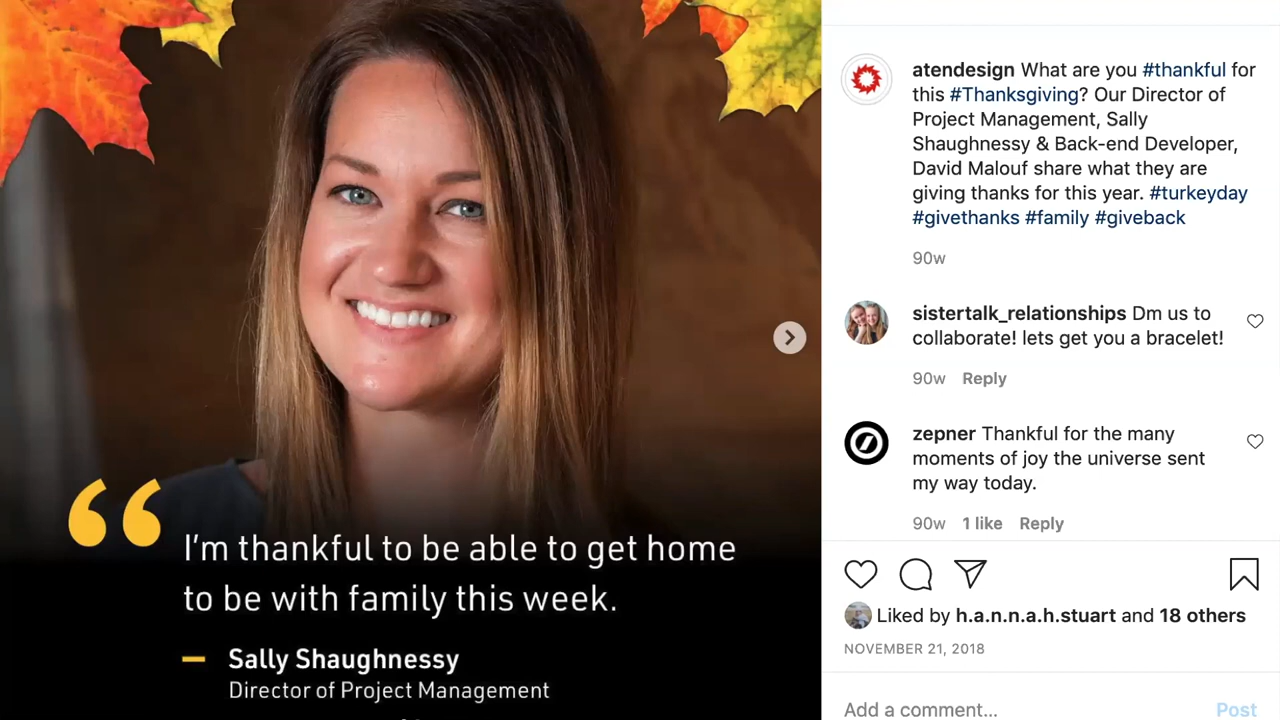 “
I'm thankful to be able to get home
to be with family this week.
– Sally Shaughnessy
Director of Project Management
atendesign What are you #thankful for
this #Thanksgiving? Our Director of
Project Management, Sally
Shaughnessy & Back-end Developer,
David Malouf share what they are
giving thanks for this year. #turkeyday
#givethanks #family #giveback
90w
sistertalk_relationships Dm us to
collaborate! lets get you a bracelet!
90w Reply
zepner Thankful for the many
moments of joy the universe sent
my way today.
90w 1 like Reply
Liked by h.a.n.n.a.h.stuart and 18 others
NOVEMBER 21, 2018
Add a comment... Post